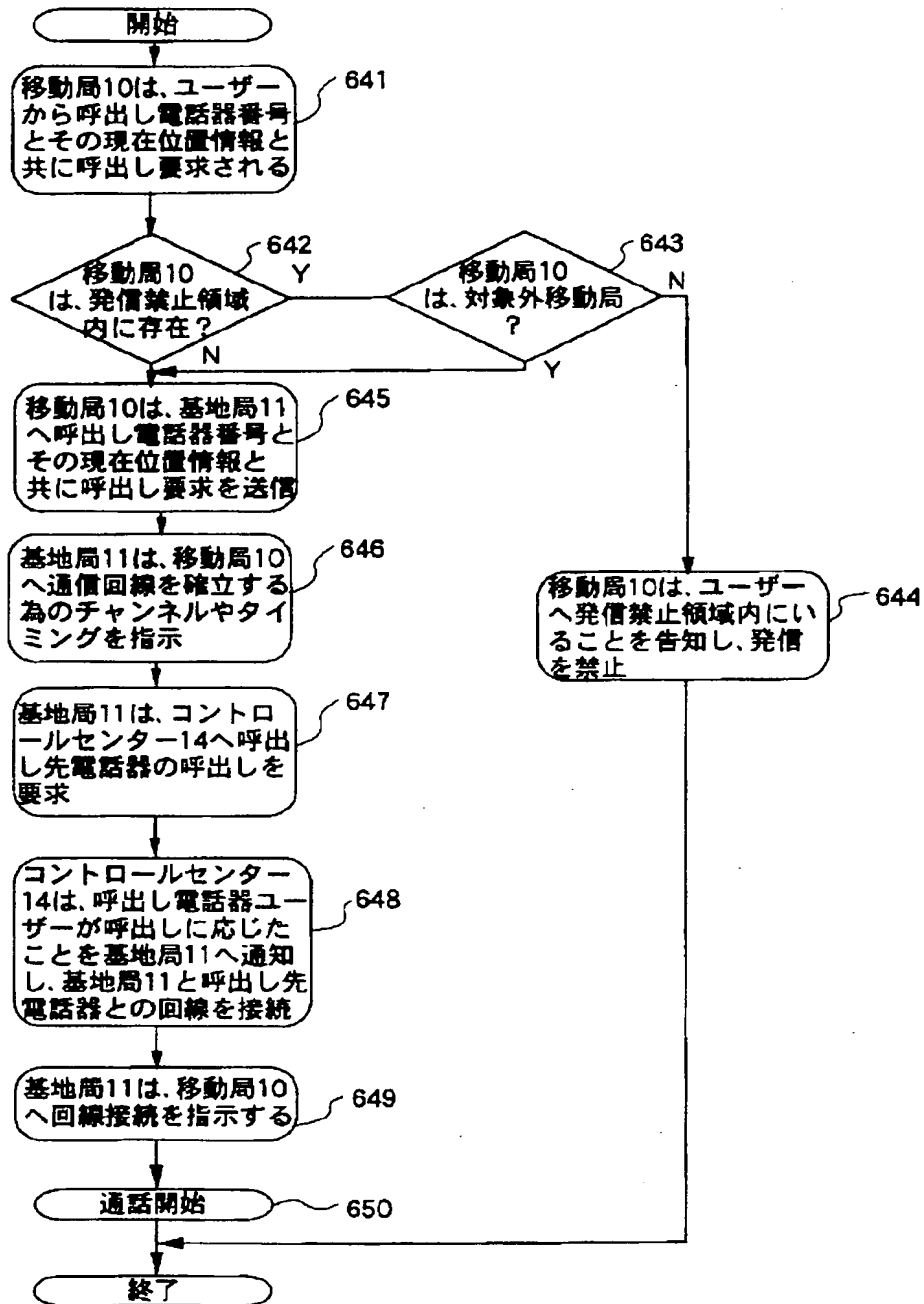 開始
641
移動局10は、ユーザー
から呼出し電話器番号
とその現在位置情報と
共に呼出し要求される
642
移動局10
は、発信禁止領域
内に存在？
Y
N
643
移動局10
は、対象外移動局
？
N
Y
645
移動局10は、基地局11
へ呼出し電話器番号と
その現在位置情報と
共に呼出し要求を送信
646
基地局11は、移動局10
へ通信回線を確立する
為のチャンネルやタイ
ミングを指示
644
移動局10は、ユーザー
へ発信禁止領域内にい
ることを告知し、発信
を禁止
647
基地局11は、コントロ
ールセンター14へ呼出
し先電話器の呼出しを
要求
648
コントロールセンター
14は、呼出し電話器ユー
ザーが呼出しに応じた
ことを基地局11へ通知
し、基地局11と呼出し先
電話器との回線を接続
649
基地局11は、移動局10
へ回線接続を指示する
通話開始
650
終了